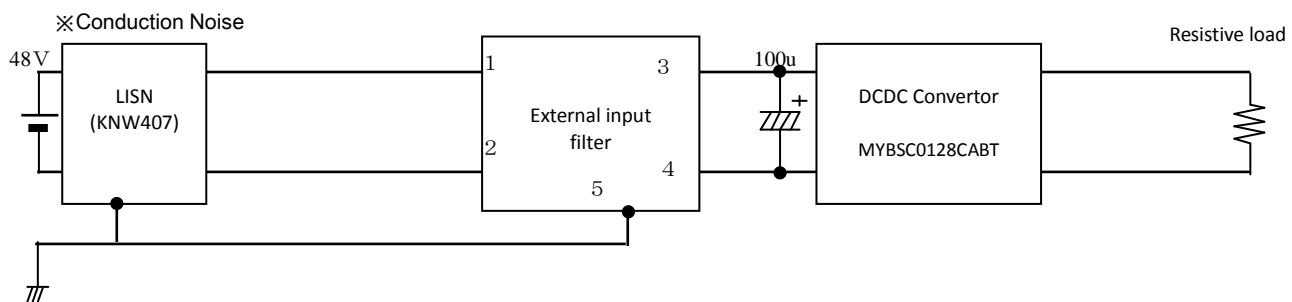 ※Conduction Noise
48V
LISN
(KNW407)
1
2
External input
filter
3
4
5
100u
+
DCDC Convertor
MYBSC0128CABT
Resistive load